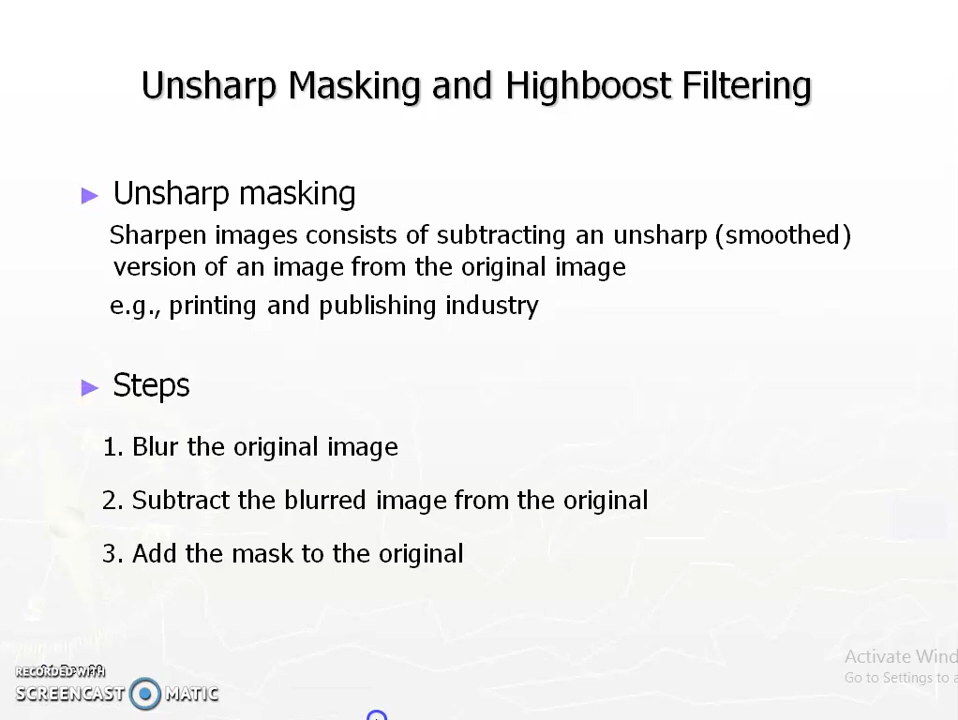 Unsharp Masking and Highboost Filtering
► Unsharp masking
Sharpen images consists of subtracting an unsharp (smoothed)
version of an image from the original image
e.g., printing and publishing industry
► Steps
1. Blur the original image
2. Subtract the blurred image from the original
3. Add the mask to the original
RECORDED WITH
SCREENCAST MATIC
Activate Wind
Go to Settings to a